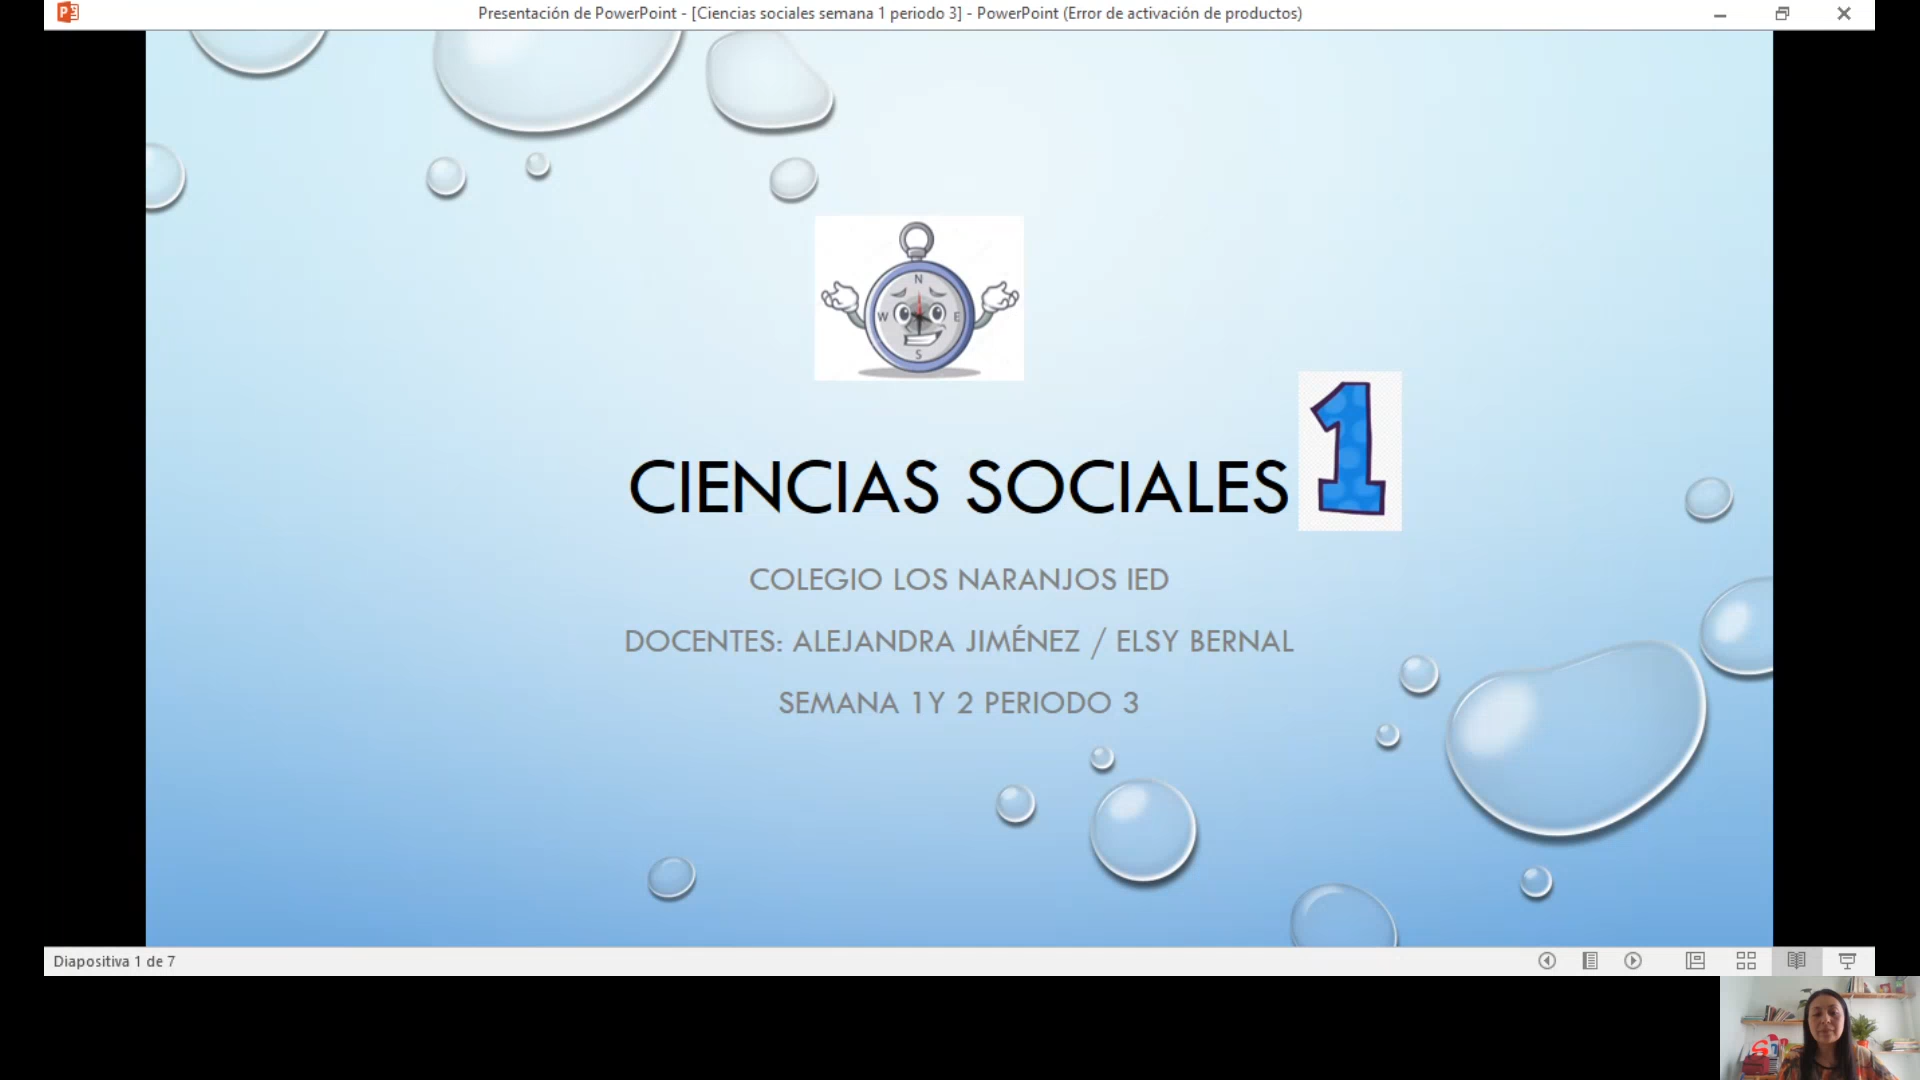 Presentación de PowerPoint - [Ciencias sociales semana 1 periodo 3] - PowerPoint (Error de activación de productos)
N
W E
S
CIENCIAS SOCIALES 1
COLEGIO LOS NARANJOS IED
DOCENTES: ALEJANDRA JIMÉNEZ / ELSY BERNAL
SEMANA 1Y 2 PERIODO 3
Diapositiva 1 de 7